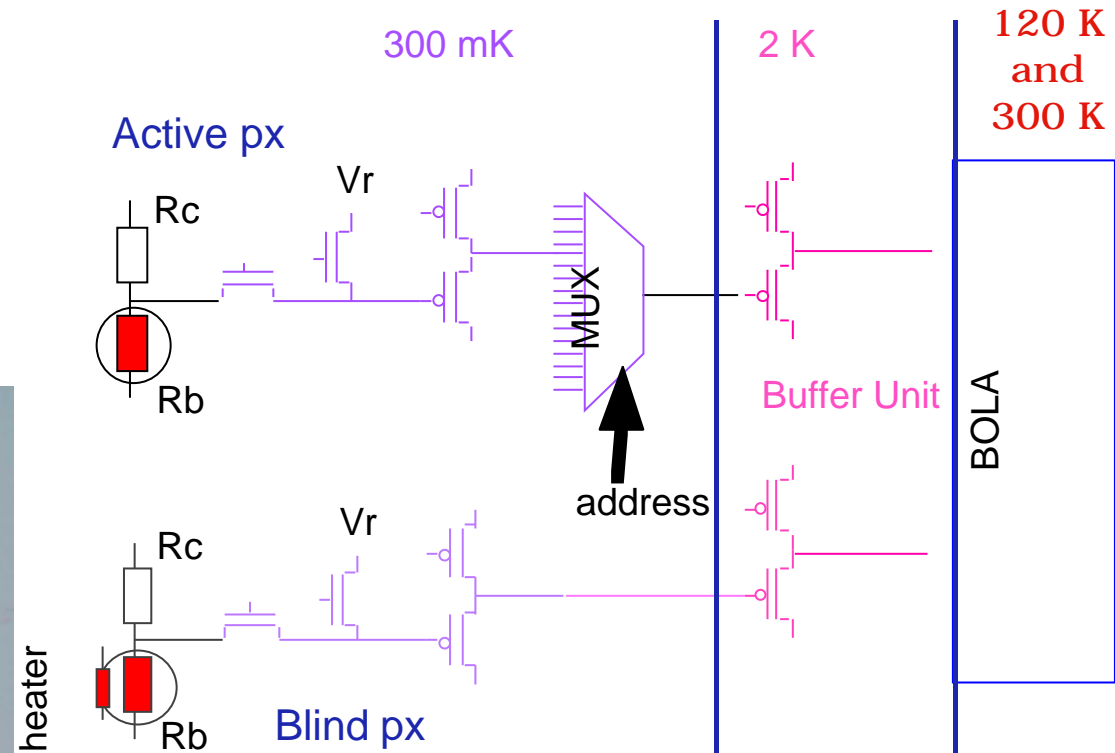 300 mK
2 K
120 K
and
300 K
Active px
Rc
Vr
MUX
Rb
Buffer Unit
BOLA
address
Rc
Vr
heater
Rb
Blind px